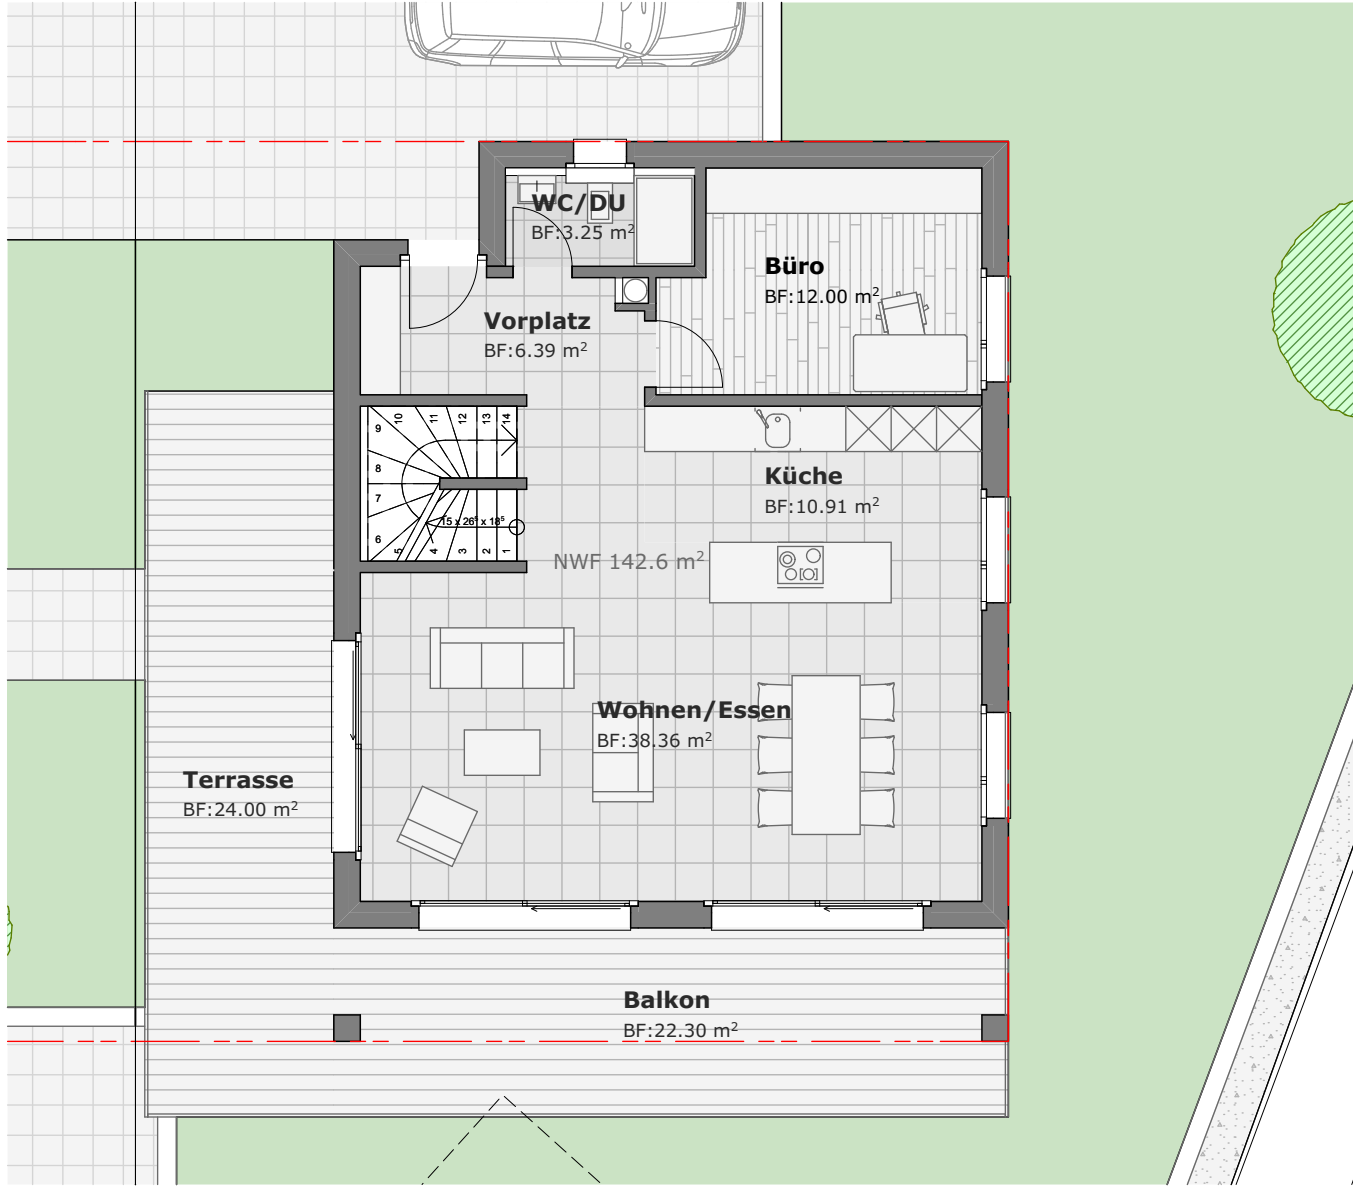 WC/DU
BF:3.25 m²
Büro
BF:12.00 m²
Vorplatz
BF:6.39 m²
9 10 11 12 13 14
8
7
15 x 26⁵ x 18⁵
6 5 4 3 2 1
Küche
BF:10.91 m²
NWF 142.6 m²
Wohnen/Essen
BF:38.36 m²
Terrasse
BF:24.00 m²
Balkon
BF:22.30 m²